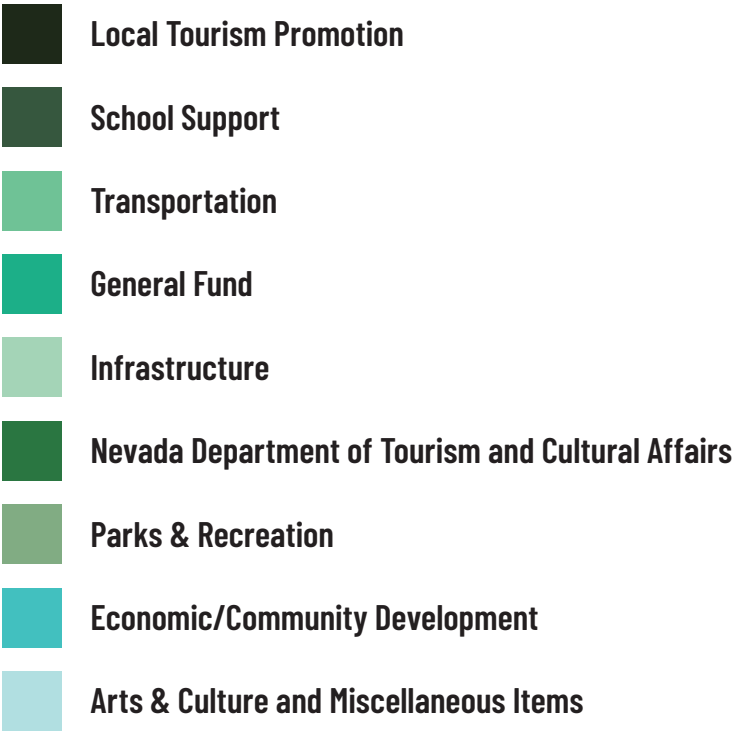 Local Tourism Promotion
School Support
Transportation
General Fund
Infrastructure
Nevada Department of Tourism and Cultural Affairs
Parks & Recreation
Economic/Community Development
Arts & Culture and Miscellaneous Items